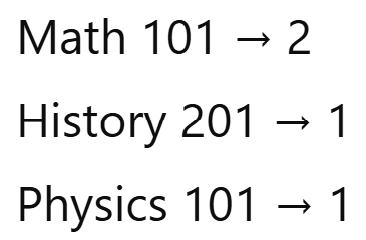 Math 101 → 2
History 201 → 1
Physics 101 → 1